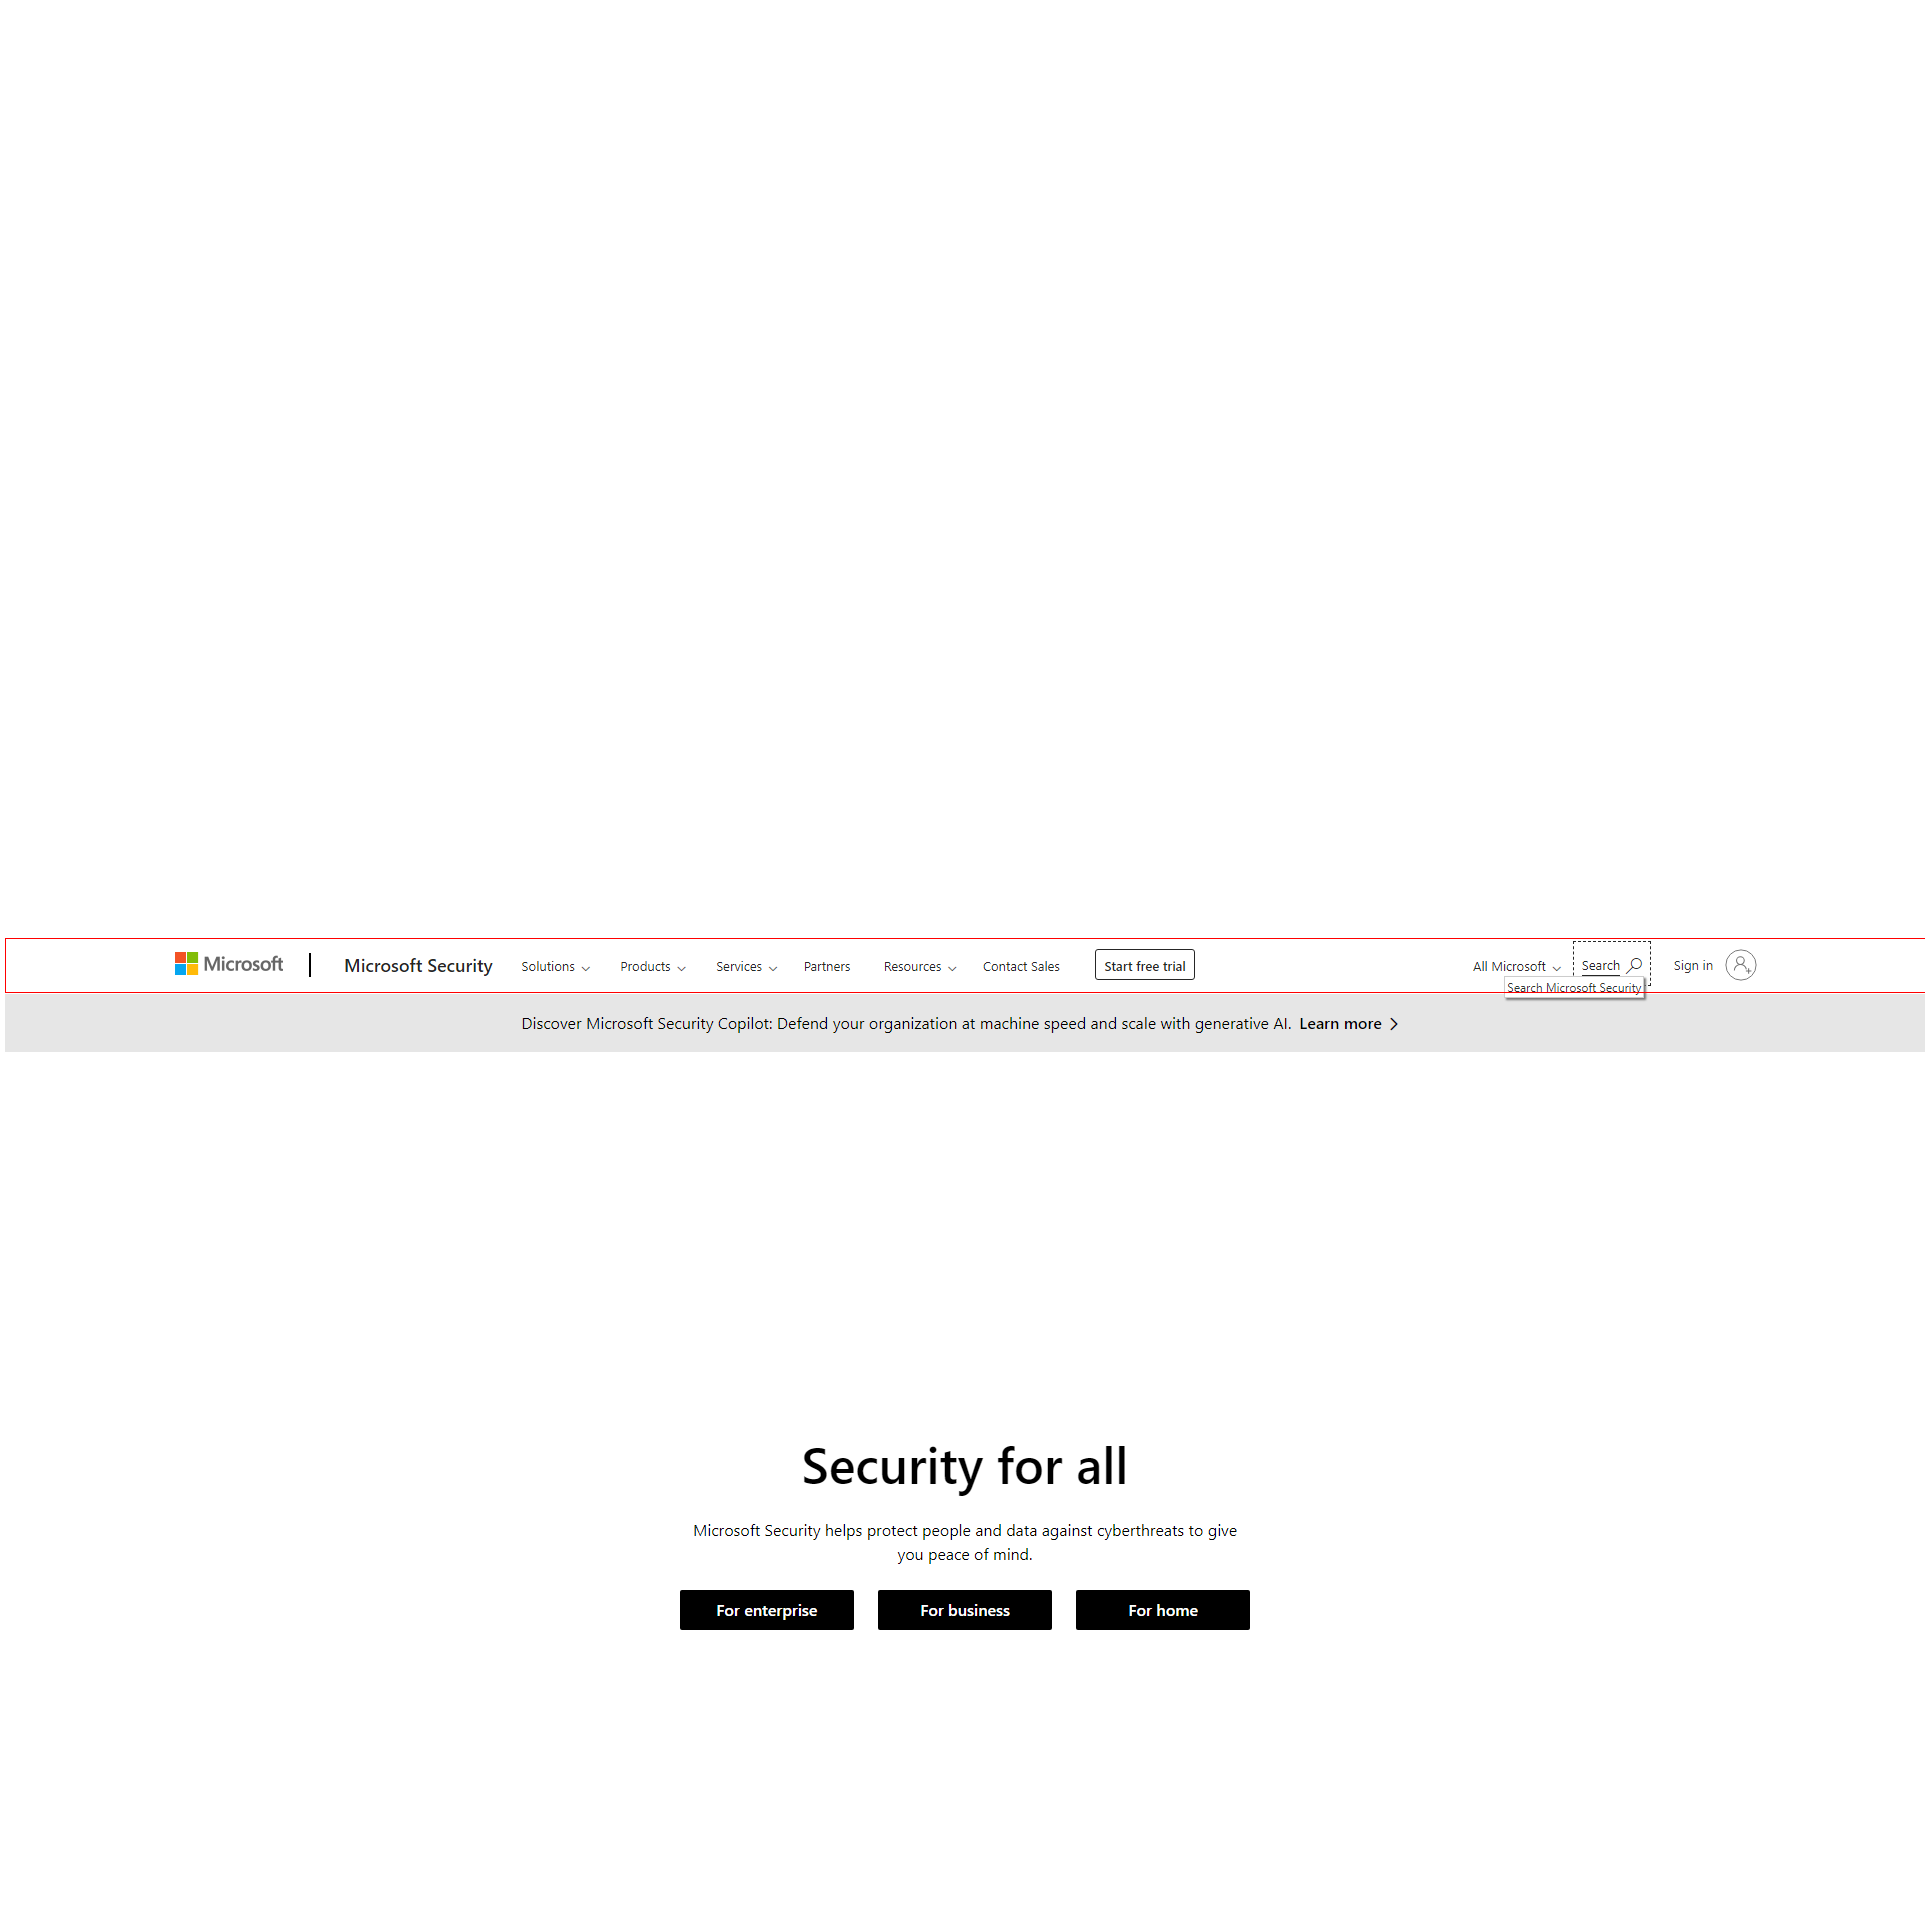 Microsoft
Microsoft Security
Solutions
Products
Services
Partners
Resources
Contact Sales
Start free trial
All Microsoft
Search
Sign in
Search Microsoft Security
Discover Microsoft Security Copilot: Defend your organization at machine speed and scale with generative AI. Learn more
Security for all
Microsoft Security helps protect people and data against cyberthreats to give
you peace of mind.
For enterprise
For business
For home